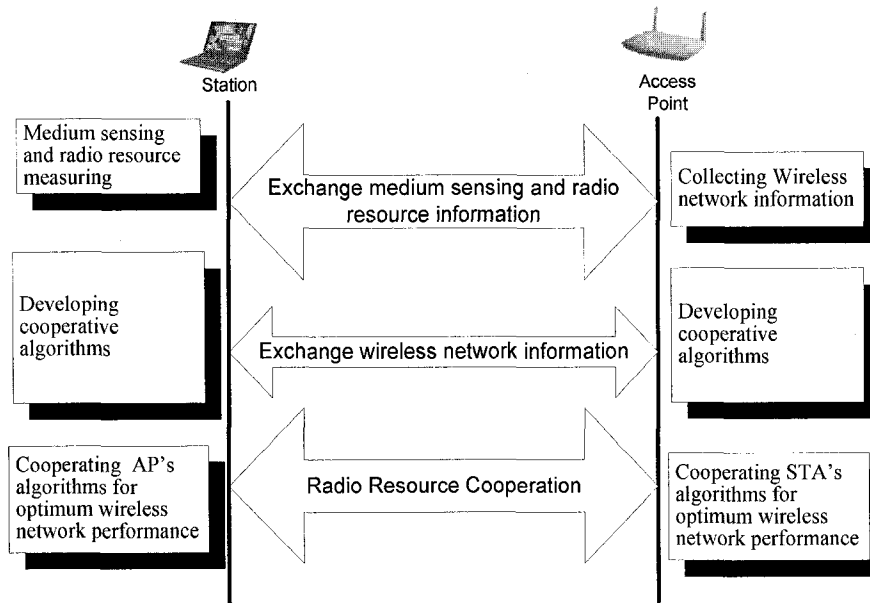 Station
Access
Point
Medium sensing
and radio resource
measuring
Exchange medium sensing and radio
resource information
Collecting Wireless
network information
Developing
cooperative
algorithms
Exchange wireless network information
Developing
cooperative
algorithms
Cooperating AP's
algorithms for
optimum wireless
network performance
Radio Resource Cooperation
Cooperating STA's
algorithms for
optimum wireless
network performance